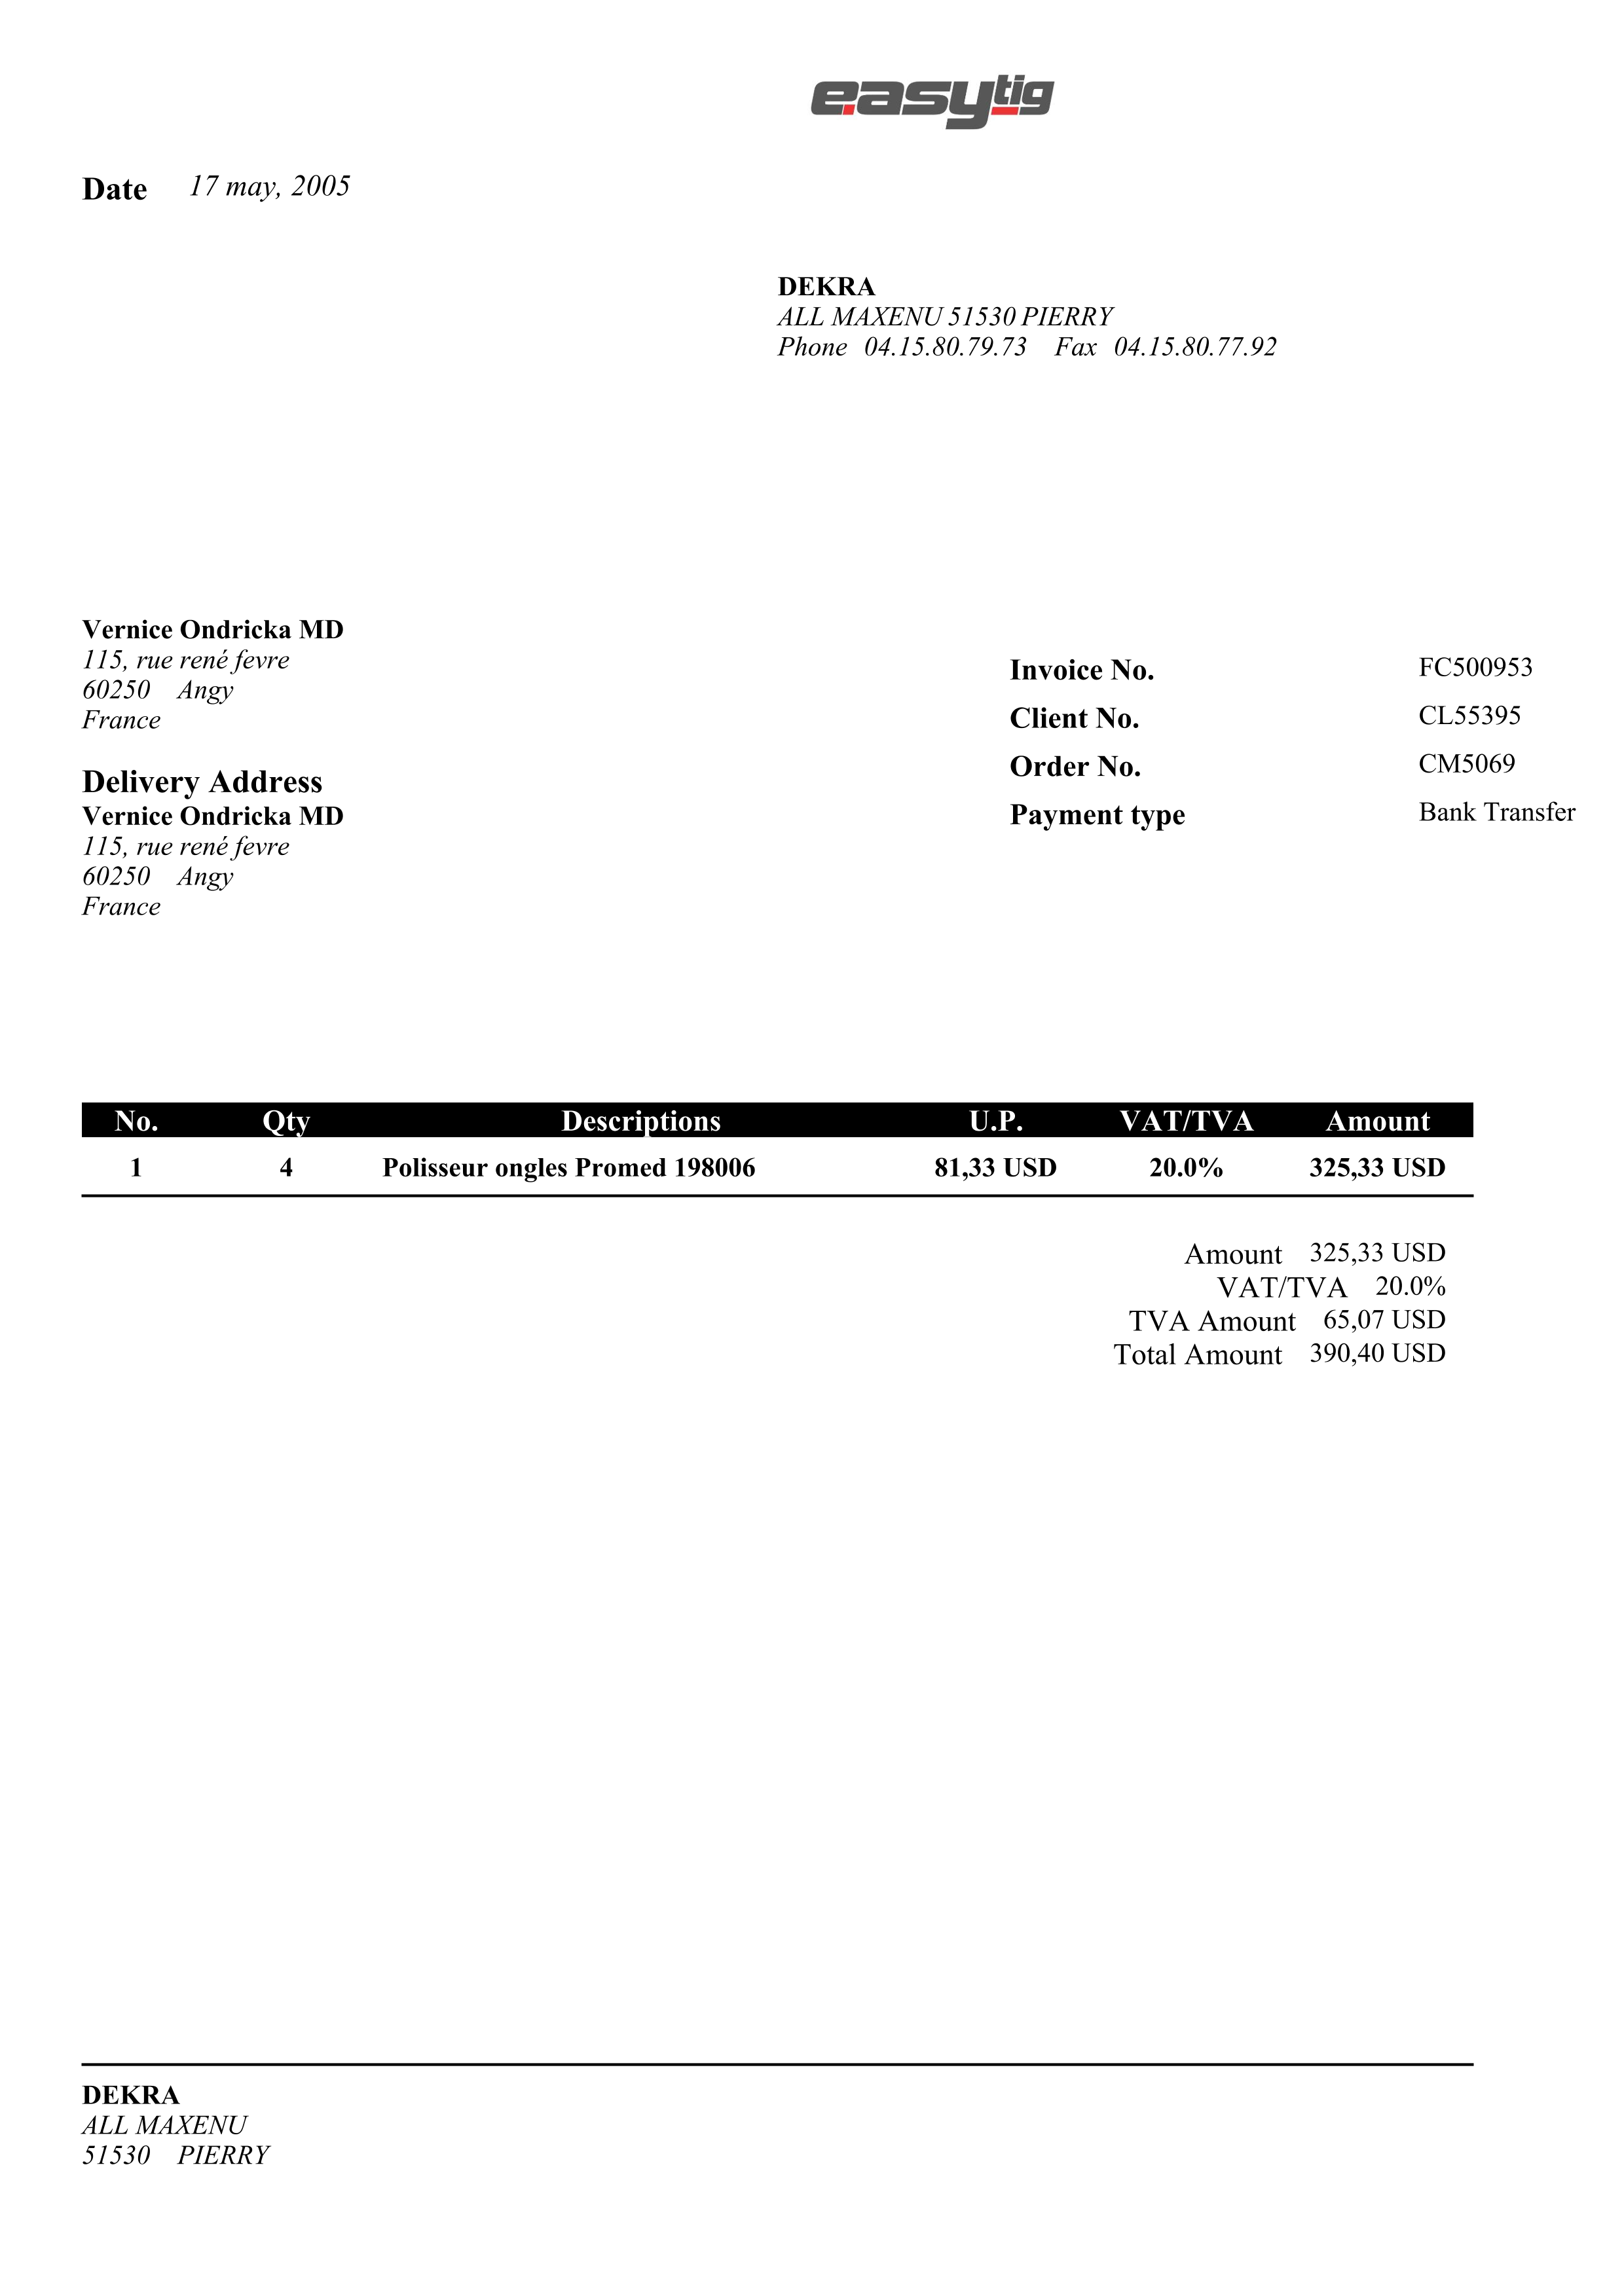 easytig
Date 17 may, 2005
DEKRA
ALL MAXENU 51530 PIERRY
Phone 04.15.80.79.73 Fax 04.15.80.77.92
Vernice Ondricka MD
115, rue rené fevre
60250 Angy
France
Delivery Address
Vernice Ondricka MD
115, rue rené fevre
60250 Angy
France
Invoice No. FC500953
Client No. CL55395
Order No. CM5069
Payment type Bank Transfer
No. Qty Descriptions U.P. VAT/TVA Amount
1 4 Polisseur ongles Promed 198006 81,33 USD 20.0% 325,33 USD
Amount 325,33 USD
VAT/TVA 20.0%
TVA Amount 65,07 USD
Total Amount 390,40 USD
DEKRA
ALL MAXENU
51530 PIERRY